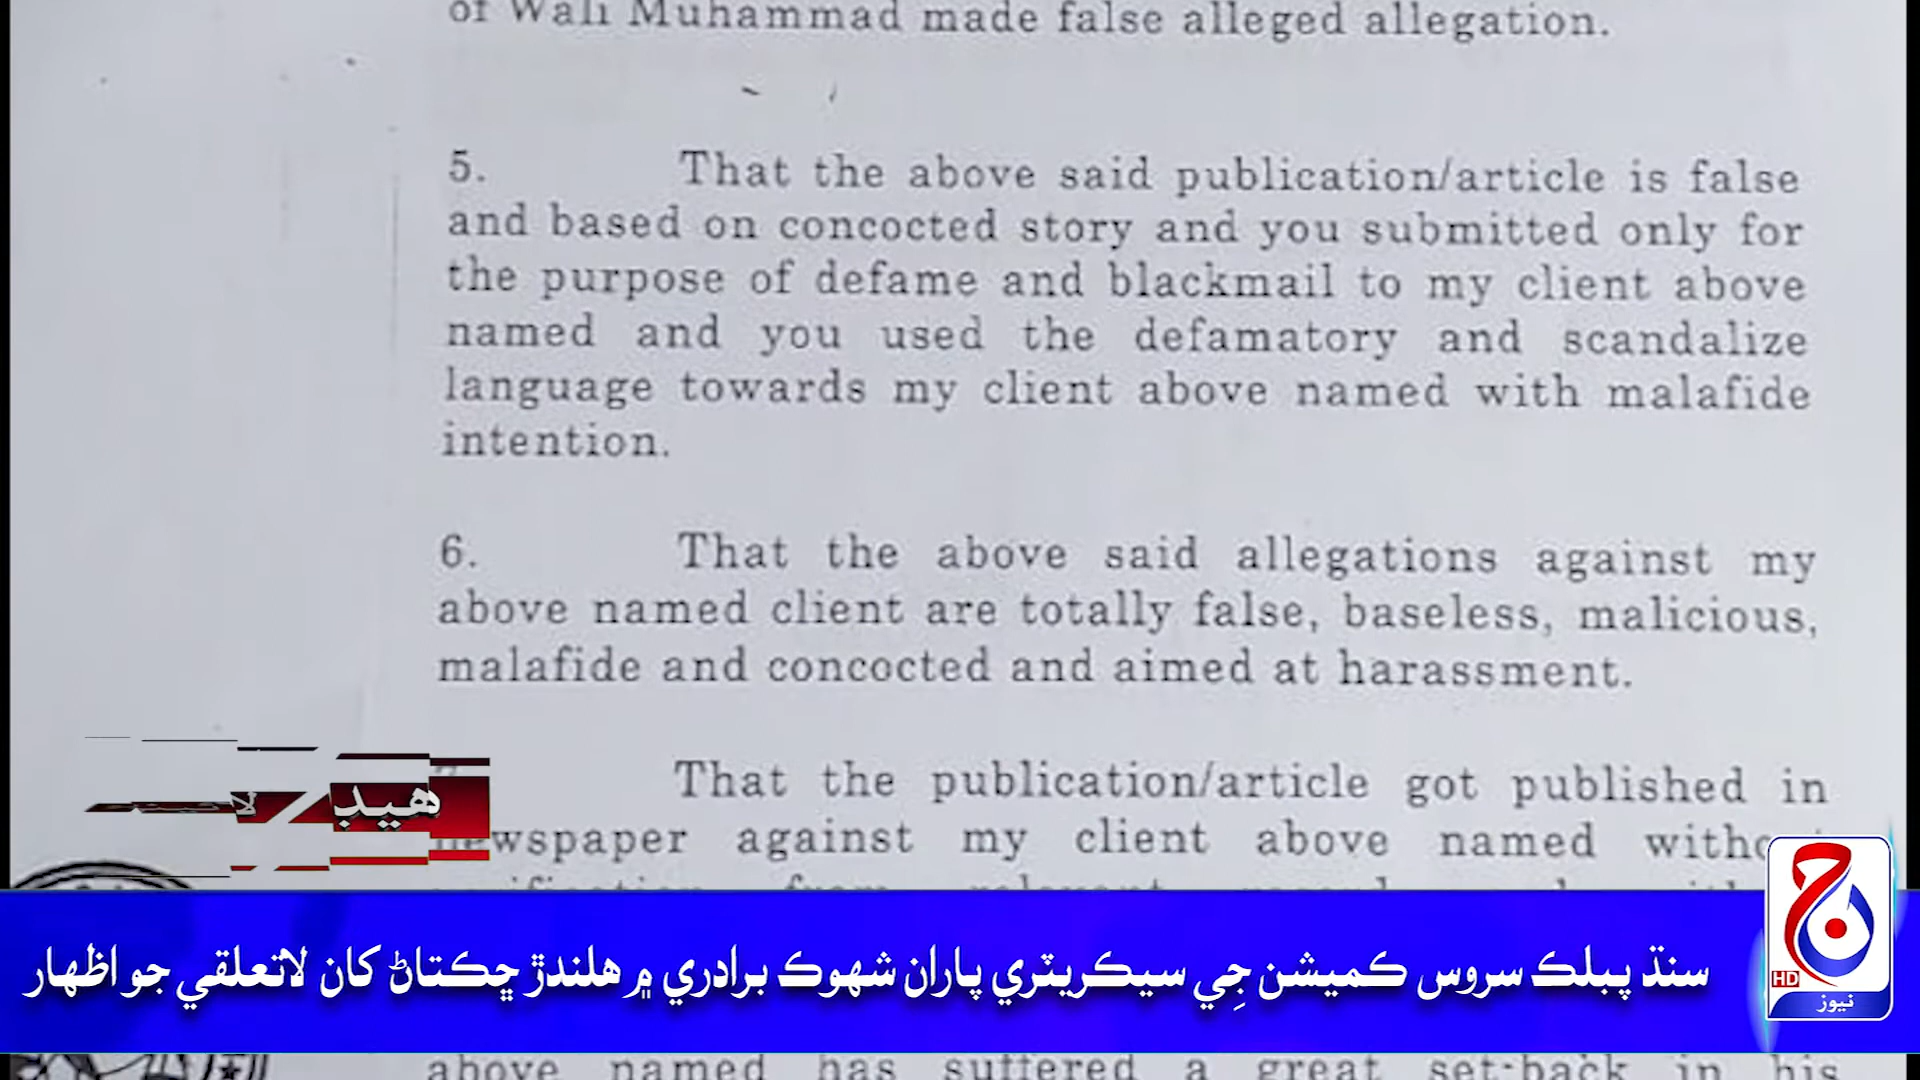 of Wali Muhammad made false alleged allegation.
5. That the above said publication/article is false
and based on concocted story and you submitted only for
the purpose of defame and blackmail to my client above
named and you used the defamatory and scandalize
language towards my client above named with malafide
intention.
6. That the above said allegations against my
above named client are totally false, baseless, malicious,
malafide and concocted and aimed at harassment.
That the publication/article got published in
newspaper against my client above named without
هيڊ لا
سنڌ پبلڪ سروس ڪميشن جِي سيڪريٽري پاران شهوڪ برادري ۾ هلندڙ ڇڪتاڻ کان لاتعلقي جو اظهار
HD
نيوز
above named has suffered a great set-back in his